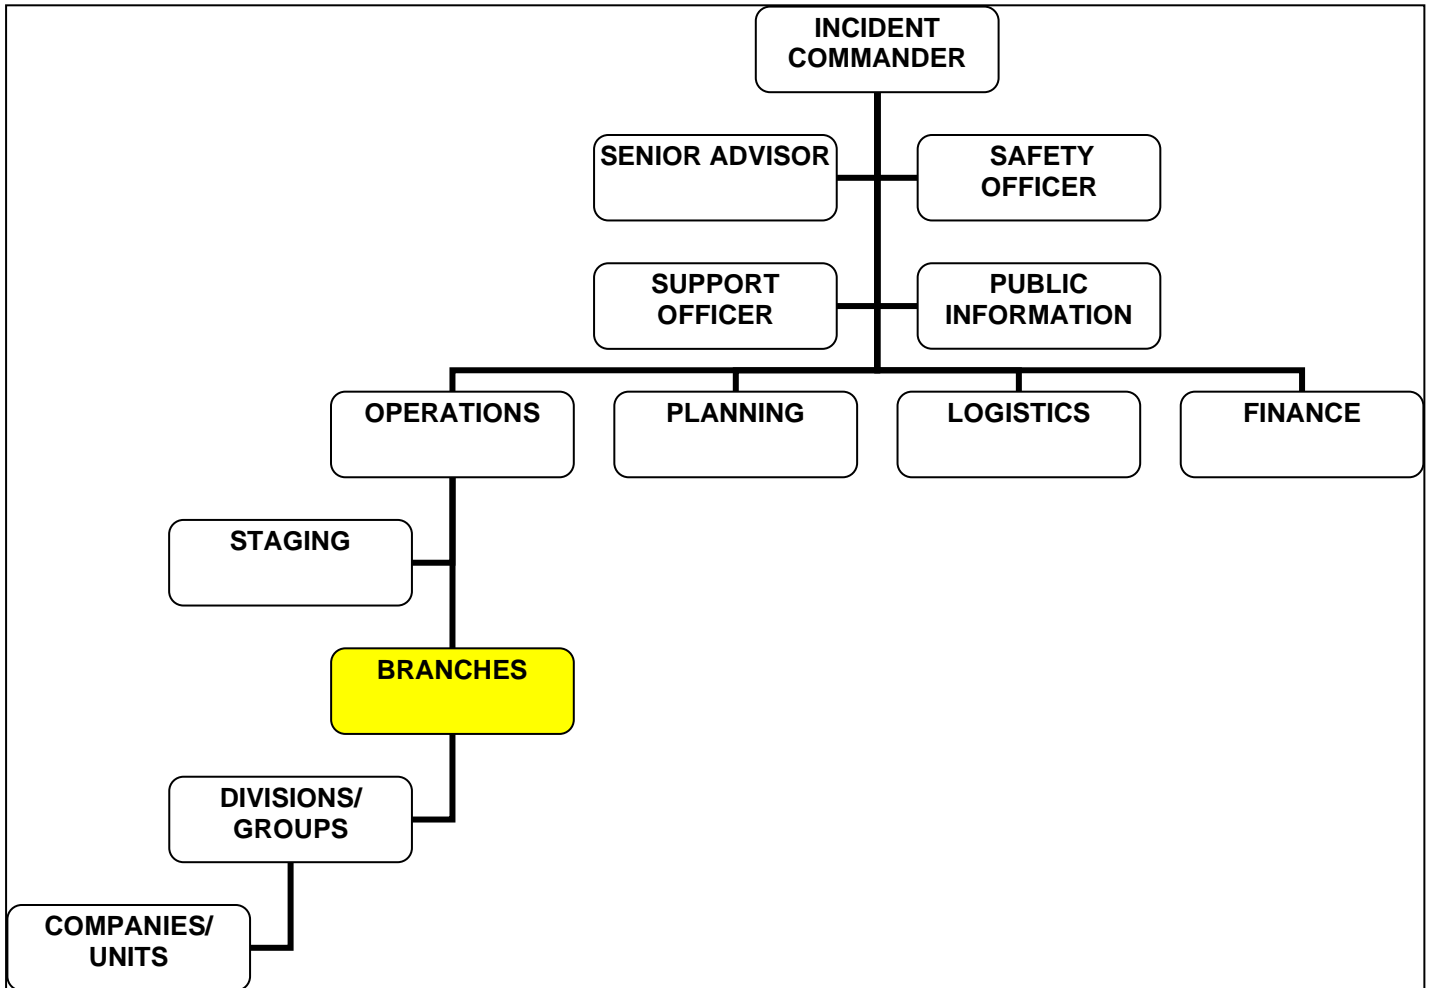 INCIDENT
COMMANDER
SENIOR ADVISOR
SAFETY
OFFICER
SUPPORT
OFFICER
PUBLIC
INFORMATION
OPERATIONS
PLANNING
LOGISTICS
FINANCE
STAGING
BRANCHES
DIVISIONS/
GROUPS
COMPANIES/
UNITS